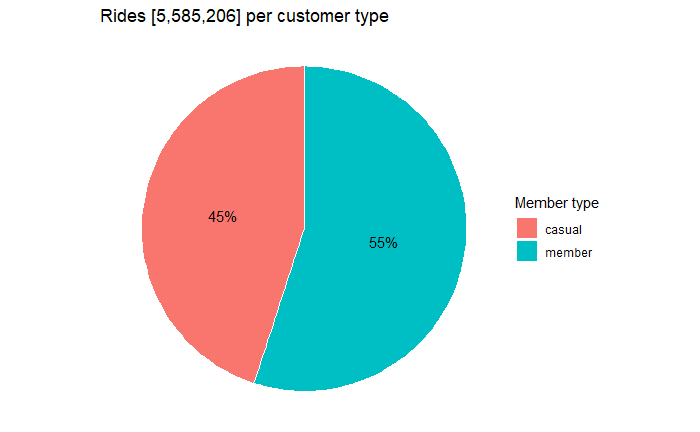 Rides [5,585,206] per customer type
45%
55%
Member type
casual
member